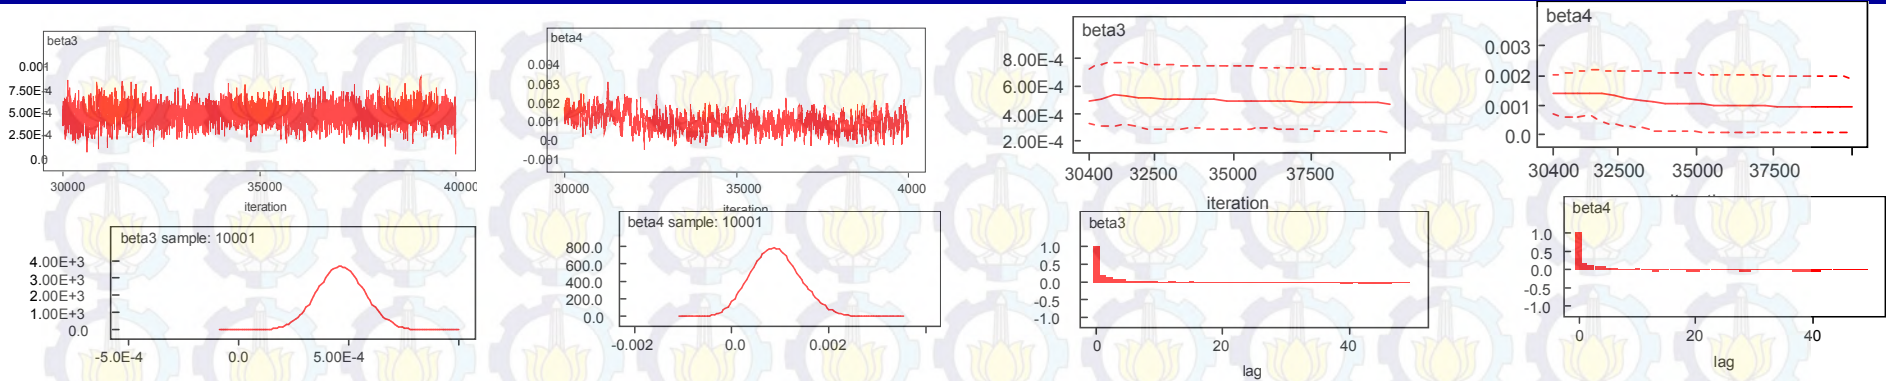 beta3
0.001
7.50E-4
5.00E-4
2.50E-4
0.0
30000 35000 40000
iteration
beta4
0.004
0.003
0.002
0.001
0.0
-0.001
30000 35000 4000
iteration
beta3
8.00E-4
6.00E-4
4.00E-4
2.00E-4
30400 32500 35000 37500
iteration
beta4
0.003
0.002
0.001
0.0
30400 32500 35000 37500
beta3 sample: 10001
4.00E+3
3.00E+3
2.00E+3
1.00E+3
0.0
-5.0E-4 0.0 5.00E-4
beta4 sample: 10001
800.0
600.0
400.0
200.0
0.0
-0.002 0.0 0.002
beta3
1.0
0.5
0.0
-0.5
-1.0
0 20 40
lag
beta4
1.0
0.5
0.0
-0.5
-1.0
0 20 40
lag